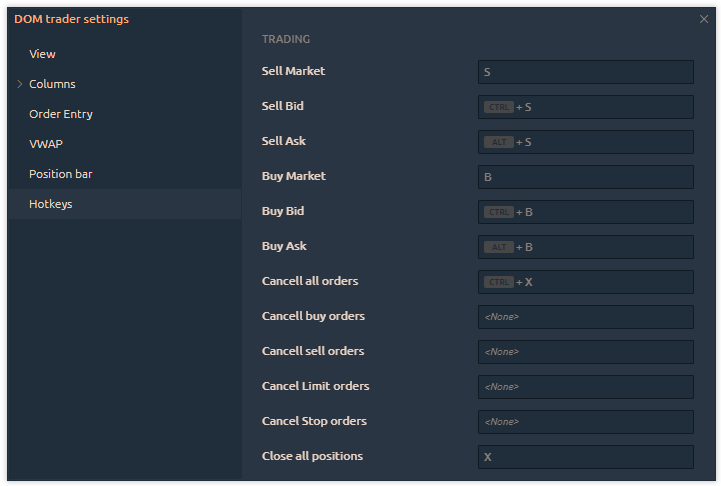 DOM trader settings
View
Columns
Order Entry
VWAP
Position bar
Hotkeys
TRADING
Sell Market S
Sell Bid CTRL + S
Sell Ask ALT + S
Buy Market B
Buy Bid CTRL + B
Buy Ask ALT + B
Cancell all orders CTRL + X
Cancell buy orders <None>
Cancell sell orders <None>
Cancel Limit orders <None>
Cancel Stop orders <None>
Close all positions X